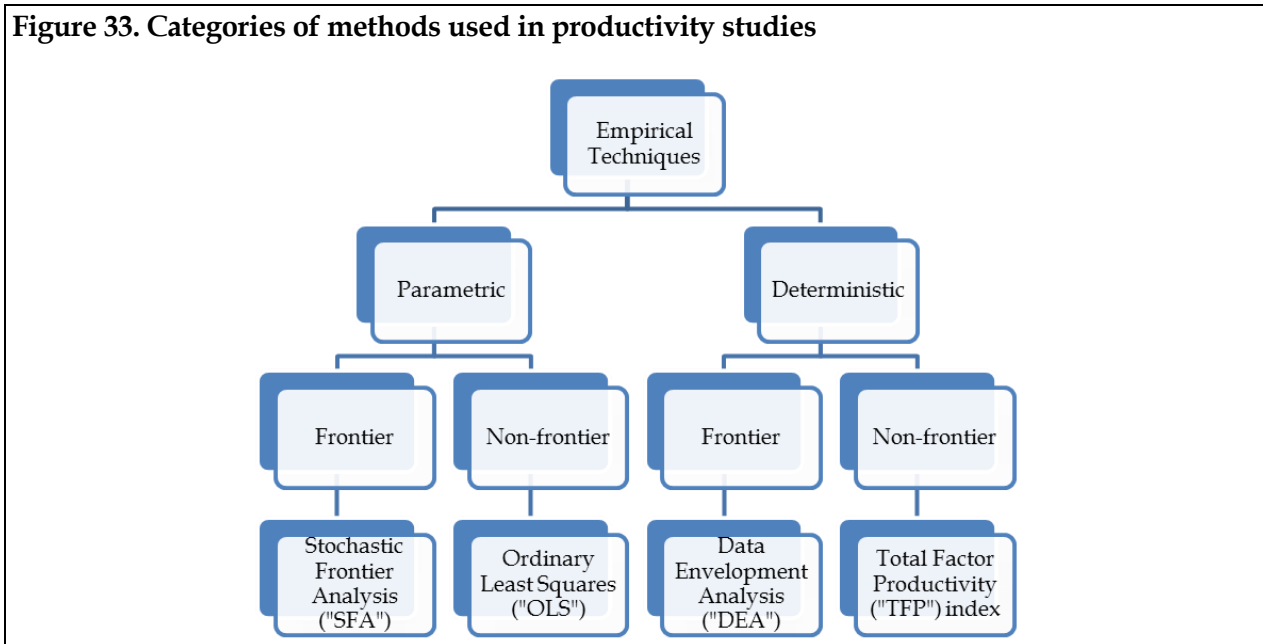 Figure 33. Categories of methods used in productivity studies
Empirical
Techniques
Parametric
Deterministic
Frontier
Non-frontier
Frontier
Non-frontier
Stochastic
Frontier
Analysis
("SFA")
Ordinary
Least Squares
("OLS")
Data
Envelopment
Analysis
("DEA")
Total Factor
Productivity
("TFP") index